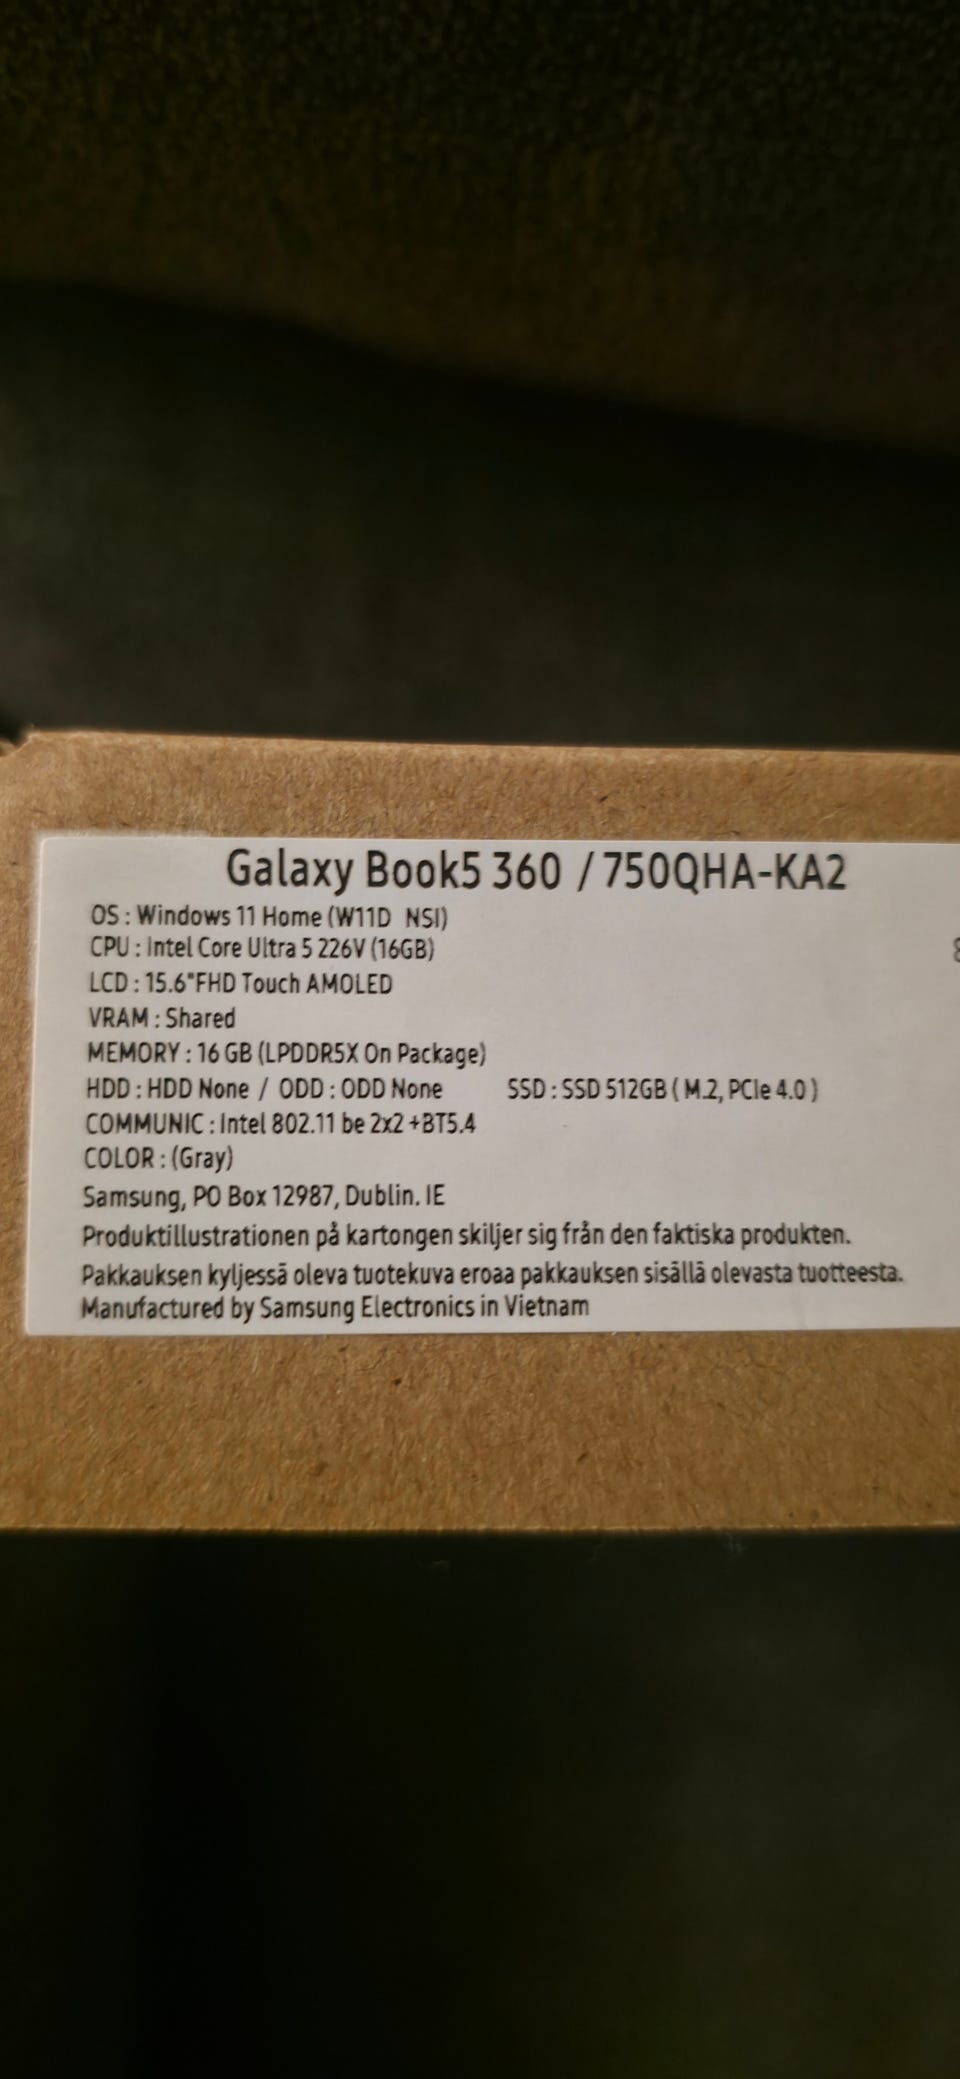 Galaxy Book5 360 / 750QHA-KA2
OS : Windows 11 Home (W11D NSI)
CPU : Intel Core Ultra 5 226V (16GB)
LCD : 15.6"FHD Touch AMOLED
VRAM : Shared
MEMORY : 16 GB (LPDDR5X On Package)
HDD : HDD None / ODD : ODD None SSD : SSD 512GB ( M.2, PCIe 4.0 )
COMMUNIC : Intel 802.11 be 2x2 +BT5.4
COLOR : (Gray)
Samsung, PO Box 12987, Dublin. IE
Produktillustrationen på kartongen skiljer sig från den faktiska produkten.
Pakkauksen kyljessä oleva tuotekuva eroaa pakkauksen sisällä olevasta tuotteesta.
Manufactured by Samsung Electronics in Vietnam